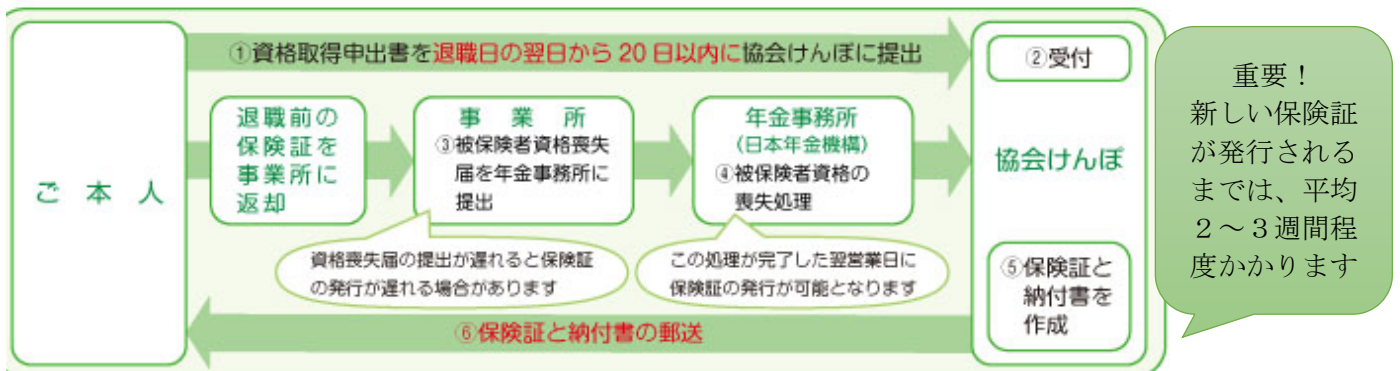 ①資格取得申出書を退職日の翌日から 20 日以内に協会けんぽに提出
ご 本 人
退職前の
保険証を
事業所に
返却
事 業 所
③被保険者資格喪失
届を年金事務所に
提出
資格喪失届の提出が遅れると保険証
の発行が遅れる場合があります
年金事務所
(日本年金機構)
④被保険者資格の
喪失処理
この処理が完了した翌営業日に
保険証の発行が可能となります
②受付
協会けんぽ
⑤保険証と
納付書を
作成
⑥保険証と納付書の郵送
重要！
新しい保険証
が発行される
までは、平均
２～３週間程
度かかります